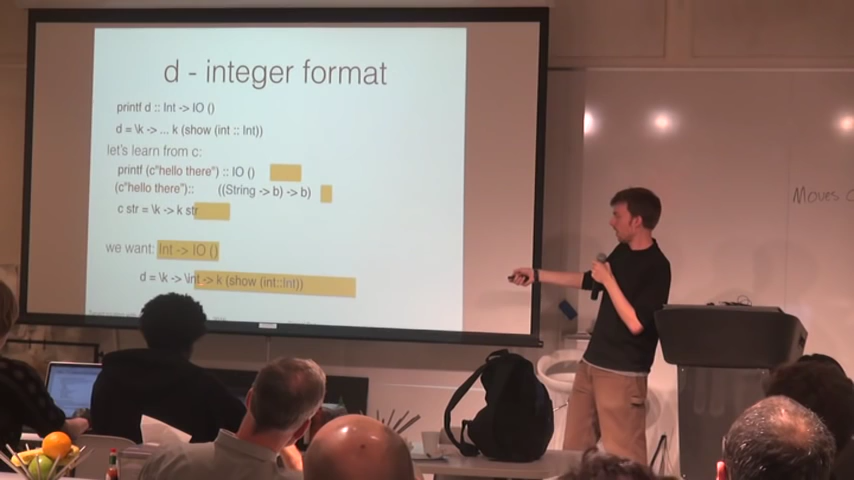 d - integer format
printf d :: Int -> IO ()
d = \k -> ... k (show (int :: Int))
let's learn from c:
printf (c"hello there") :: IO ()
(c"hello there"):: ((String -> b) -> b)
c str = \k -> k str
we want: Int -> IO ()
d = \k -> \int -> k (show (int::Int))
Moves